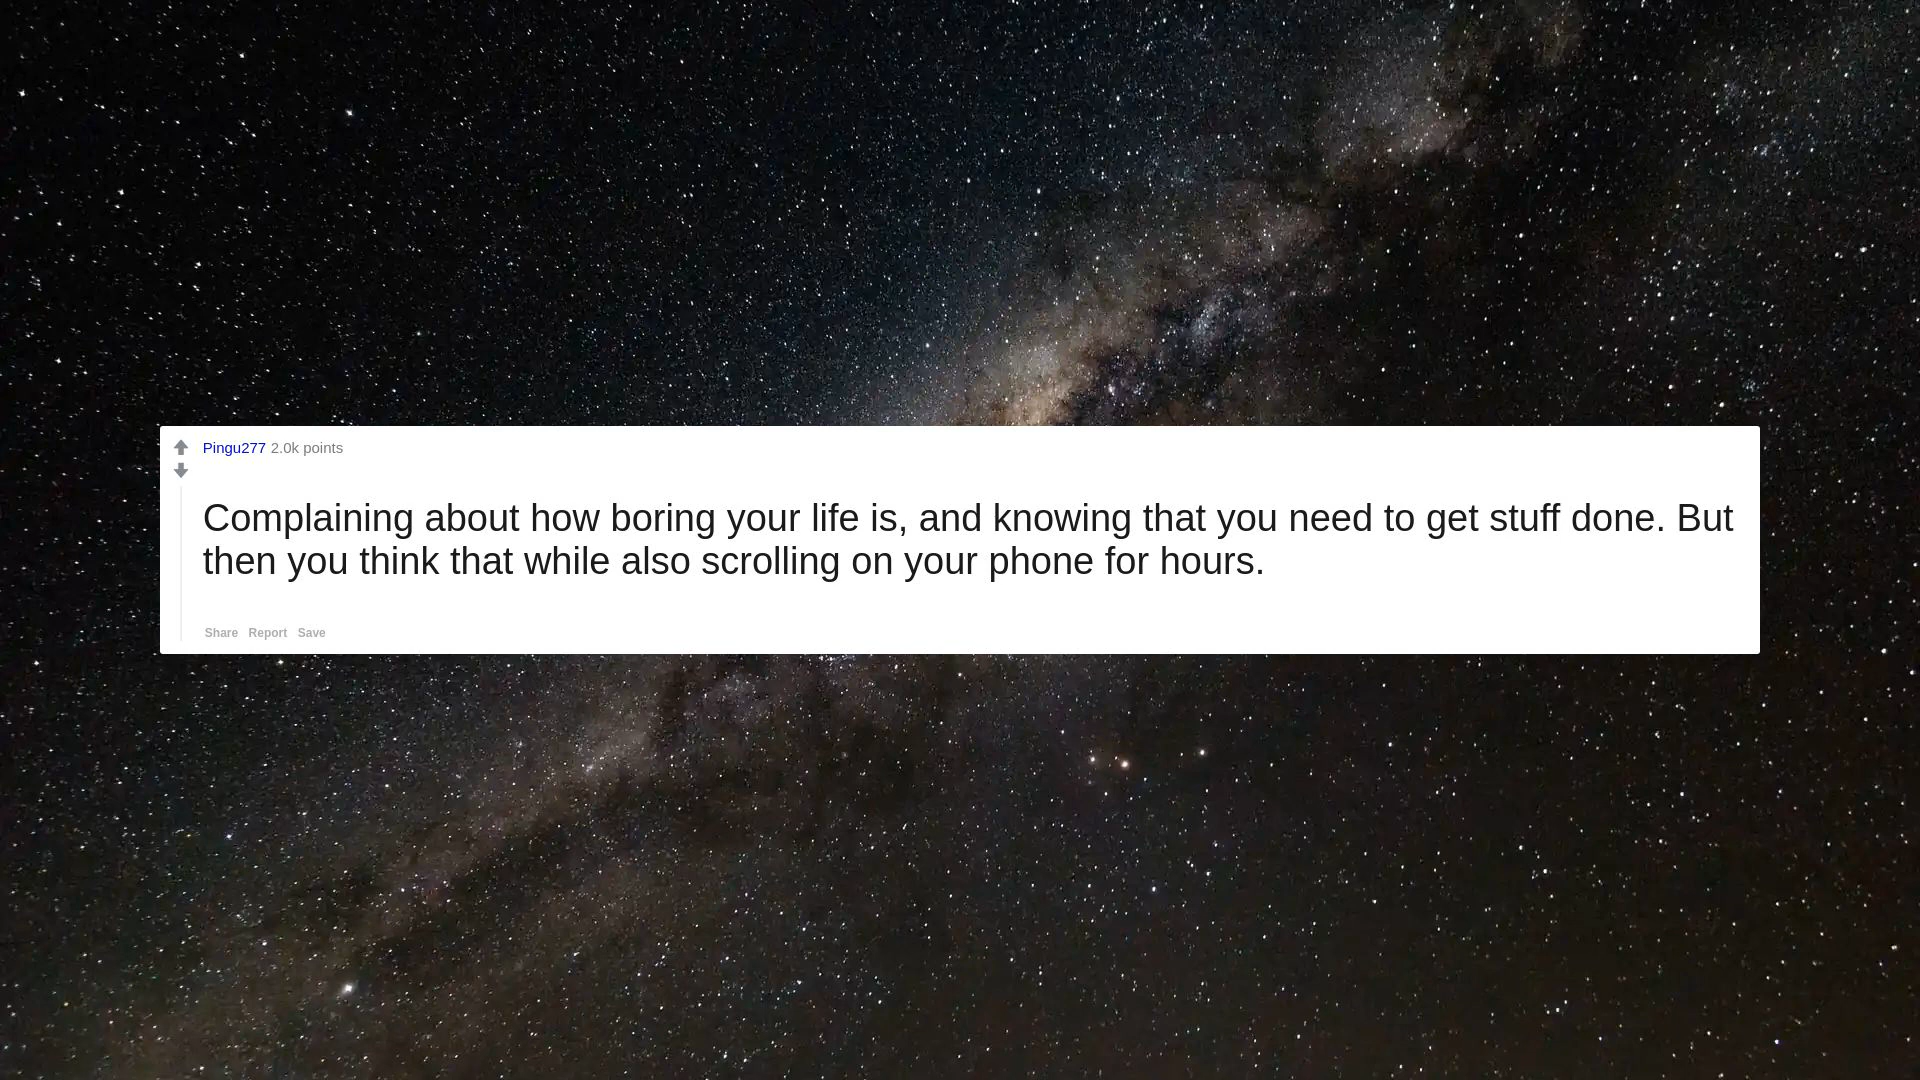 Pingu277 2.0k points
Complaining about how boring your life is, and knowing that you need to get stuff done. But
then you think that while also scrolling on your phone for hours.
Share Report Save